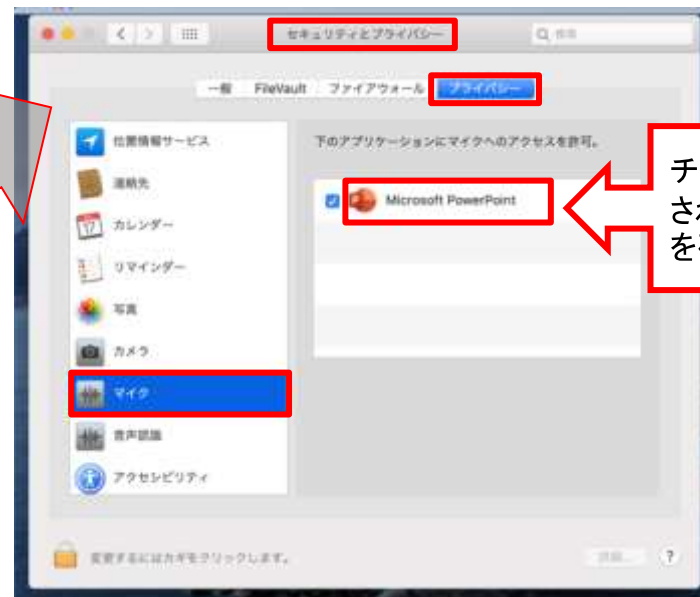 セキュリティとプライバシー
検索
一般 FileVault ファイアウォール プライバシー
位置情報サービス
連絡先
カレンダー
リマインダー
写真
カメラ
マイク
音声認識
アクセシビリティ
下のアプリケーションにマイクへのアクセスを許可。
Microsoft PowerPoint
チ
さ
を
変更するにはカギをクリックします。
詳細... ?